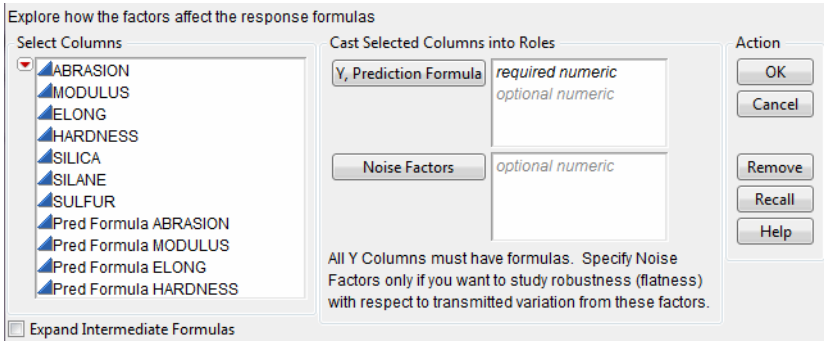 Explore how the factors affect the response formulas
Select Columns
ABRASION
MODULUS
ELONG
HARDNESS
SILICA
SILANE
SULFUR
Pred Formula ABRASION
Pred Formula MODULUS
Pred Formula ELONG
Pred Formula HARDNESS
Expand Intermediate Formulas
Cast Selected Columns into Roles
Y, Prediction Formula
required numeric
optional numeric
Noise Factors
optional numeric
All Y Columns must have formulas. Specify Noise
Factors only if you want to study robustness (flatness)
with respect to transmitted variation from these factors.
Action
OK
Cancel
Remove
Recall
Help